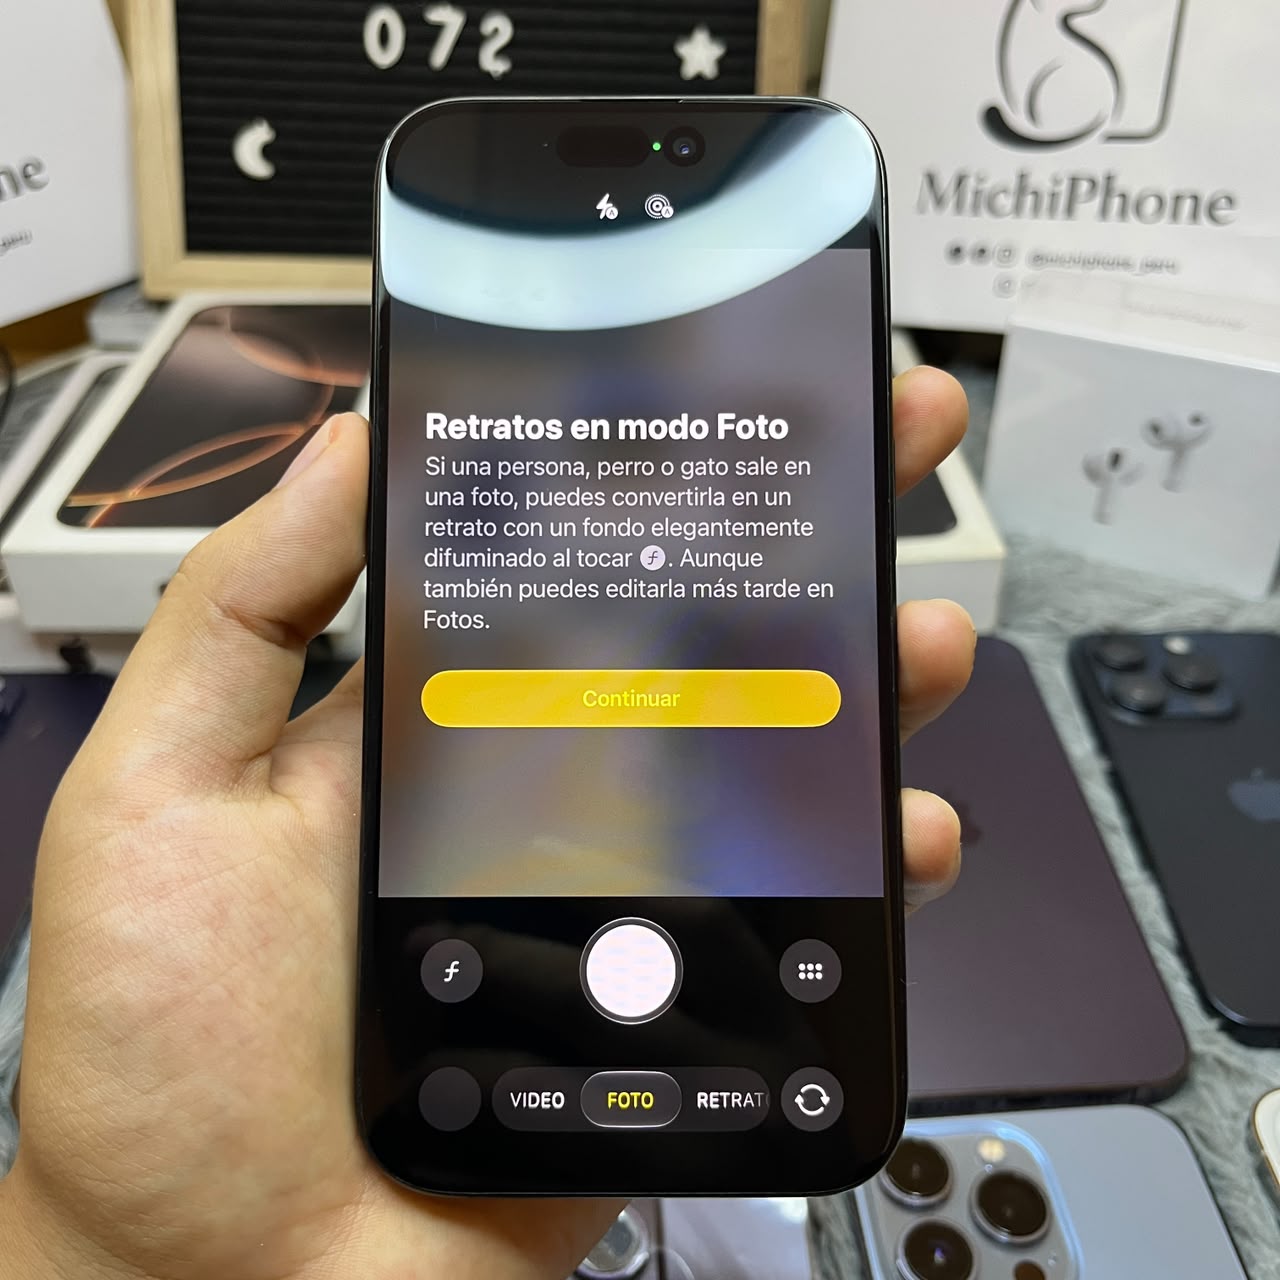 072
MichiPhone
ne
Retratos en modo Foto
Si una persona, perro o gato sale en
una foto, puedes convertirla en un
retrato con un fondo elegantemente
difuminado al tocar ƒ. Aunque
también puedes editarla más tarde en
Fotos.
Continuar
VIDEO FOTO RETRAT